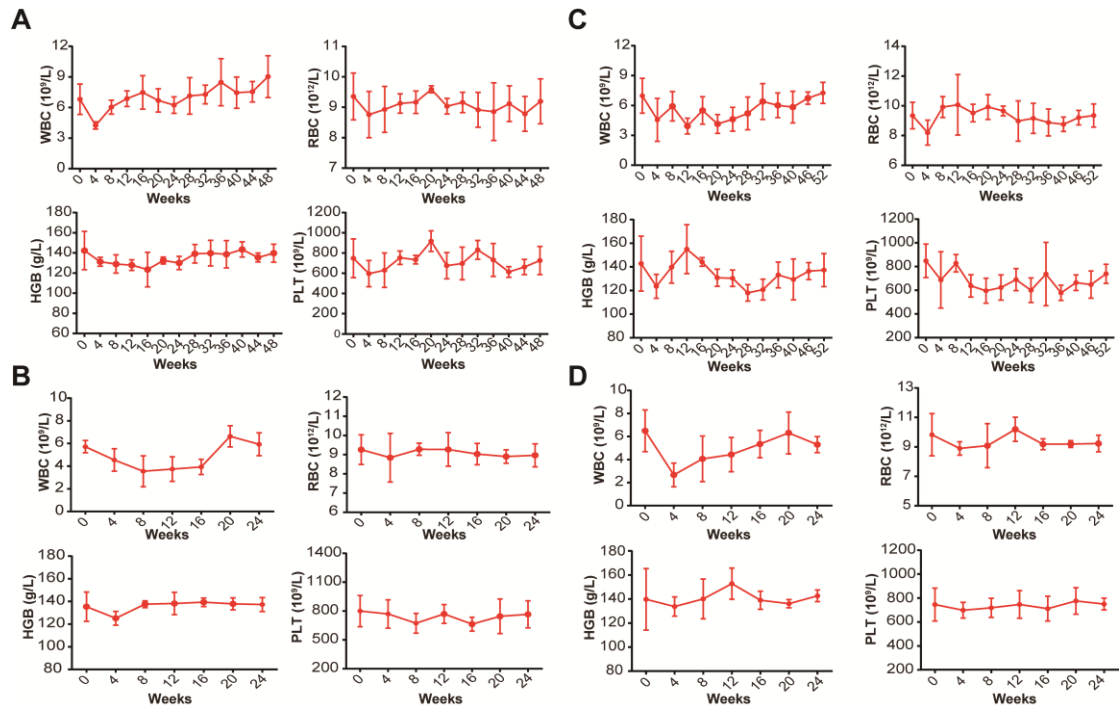 A
WBC (10⁹/L)
12
9
6
3
0
0 4 8 12 16 20 24 28 32 36 40 44 48
Weeks
RBC (10¹²/L)
11
10
9
8
7
0 4 8 12 16 20 24 28 32 36 40 44 48
Weeks
HGB (g/L)
180
160
140
120
100
80
60
0 4 8 12 16 20 24 28 32 36 40 44 48
Weeks
PLT (10⁹/L)
1200
1000
800
600
400
200
0
0 4 8 12 16 20 24 28 32 36 40 44 48
Weeks
C
WBC (10⁹/L)
12
9
6
3
0
0 4 8 12 16 20 24 28 32 36 40 46 52
Weeks
RBC (10¹²/L)
14
12
10
8
6
0 4 8 12 16 20 24 28 32 36 40 46 52
Weeks
HGB (g/L)
180
160
140
120
100
80
0 4 8 12 16 20 24 28 32 36 40 46 52
Weeks
PLT (10⁹/L)
1200
1000
800
600
400
200
0 4 8 12 16 20 24 28 32 36 40 46 52
Weeks
B
WBC (10⁹/L)
10
8
6
4
2
0
0 4 8 12 16 20 24
Weeks
RBC (10¹²/L)
12
11
10
9
8
7
6
0 4 8 12 16 20 24
Weeks
HGB (g/L)
180
160
140
120
100
80
0 4 8 12 16 20 24
Weeks
PLT (10⁹/L)
1400
1100
800
500
200
0 4 8 12 16 20 24
Weeks
D
WBC (10⁹/L)
10
8
6
4
2
0
0 4 8 12 16 20 24
Weeks
RBC (10¹²/L)
13
11
9
7
5
0 4 8 12 16 20 24
Weeks
HGB (g/L)
180
160
140
120
100
80
0 4 8 12 16 20 24
Weeks
PLT (10⁹/L)
1200
1000
800
600
400
200
0 4 8 12 16 20 24
Weeks